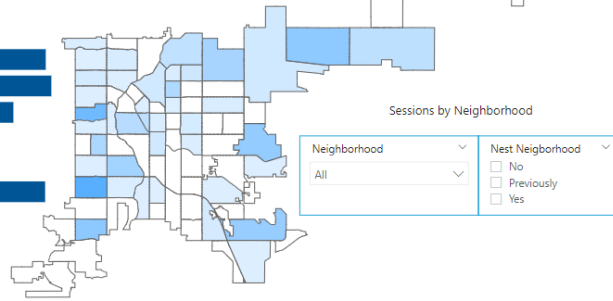 Sessions by Neighborhood
Neighborhood
All
Nest Neigborhood
No
Previously
Yes